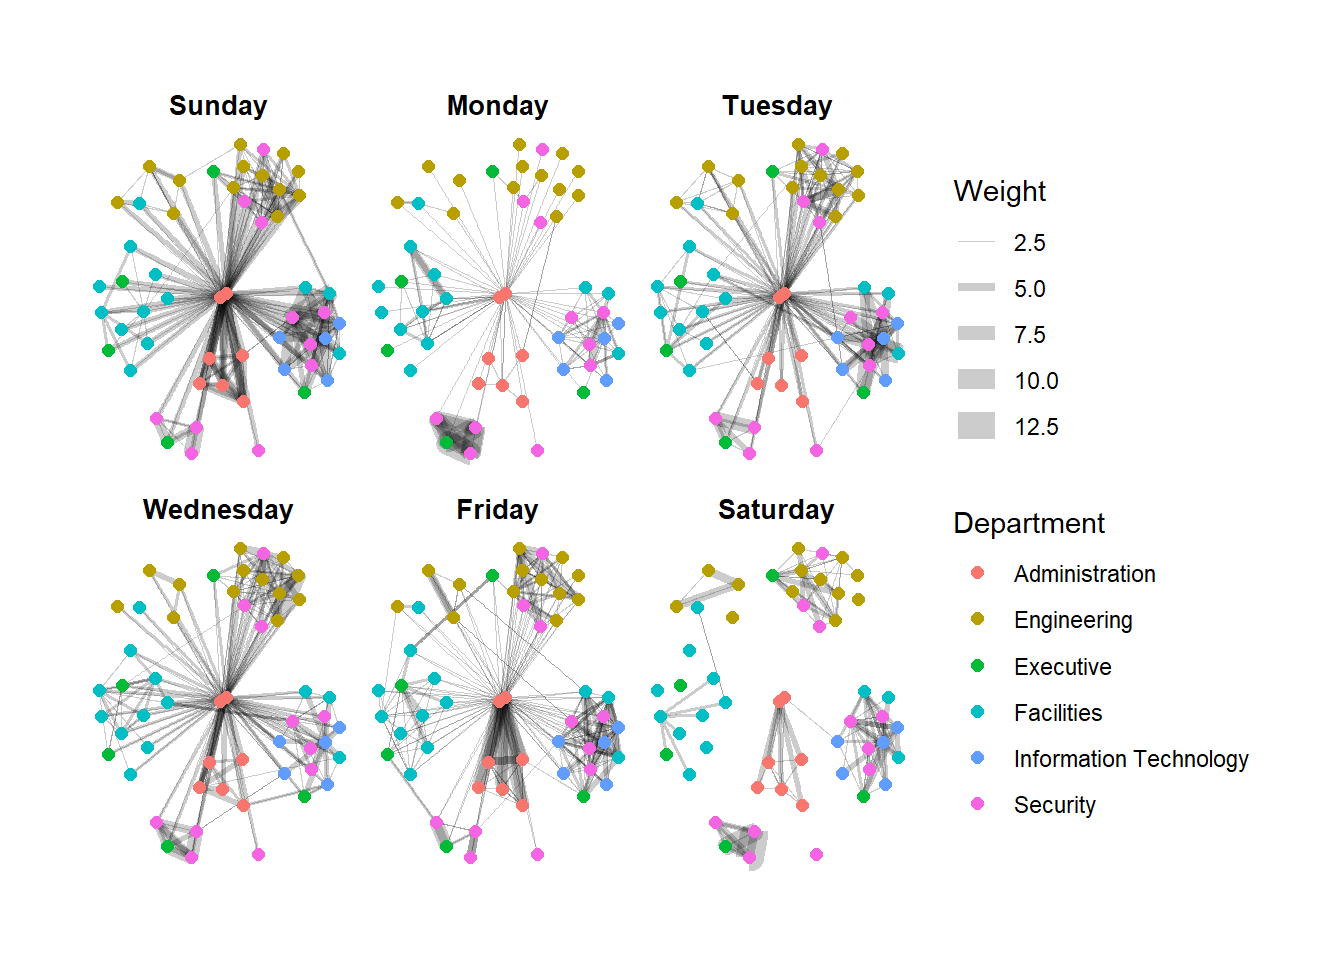 Sunday
Monday
Tuesday
Wednesday
Friday
Saturday
Weight
2.5
5.0
7.5
10.0
12.5
Department
Administration
Engineering
Executive
Facilities
Information Technology
Security